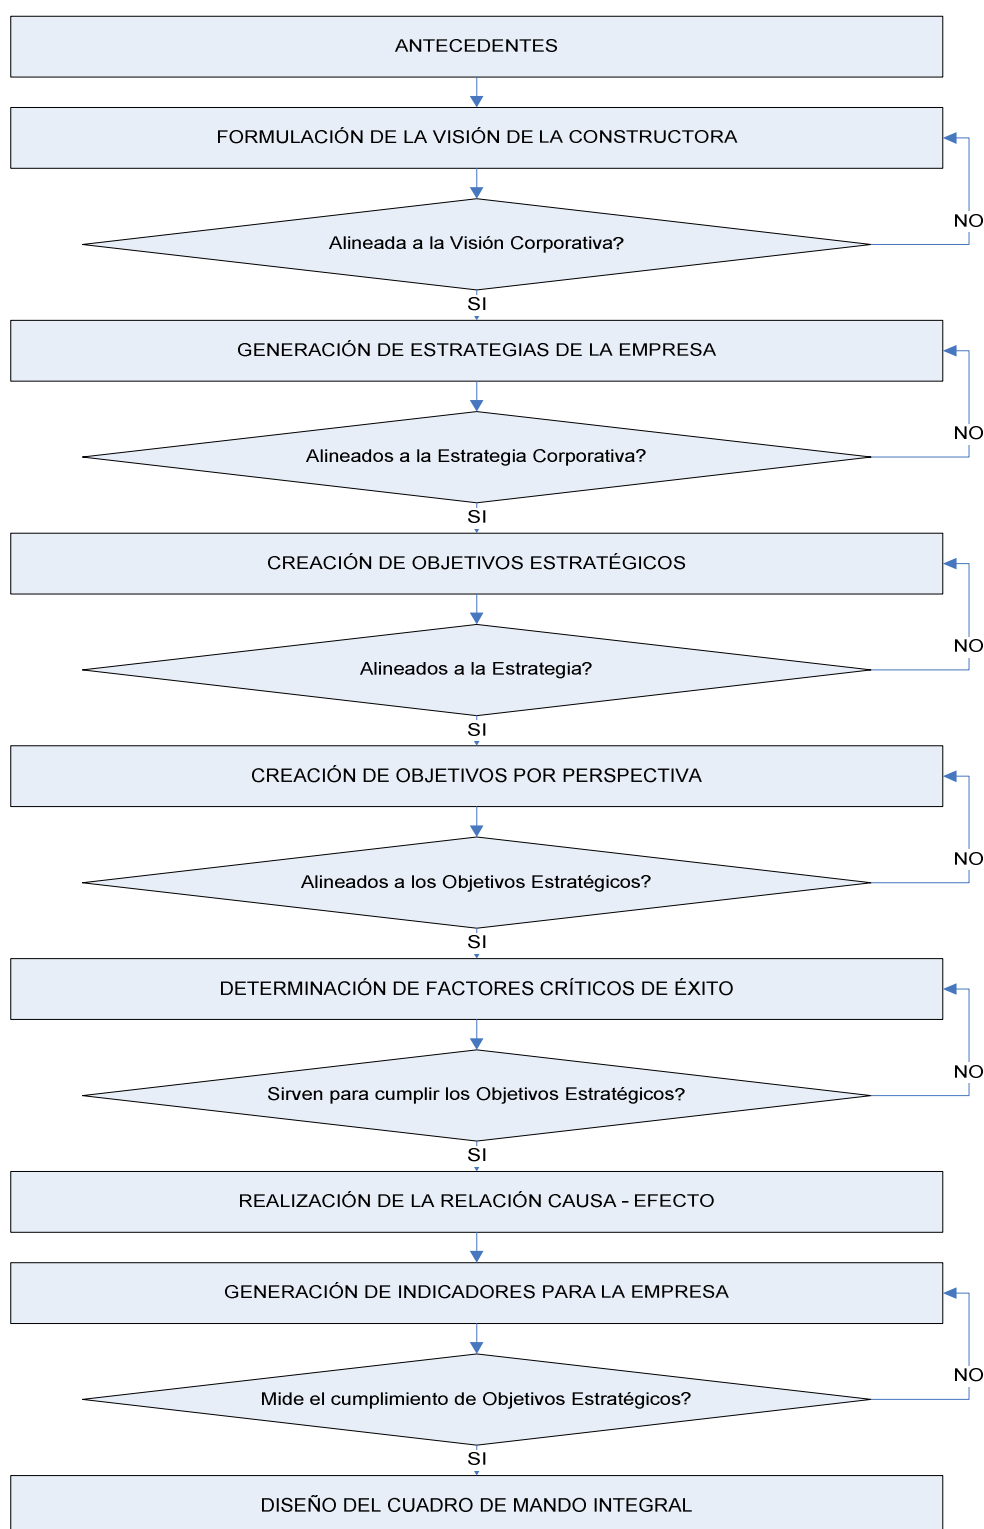 ANTECEDENTES
FORMULACIÓN DE LA VISIÓN DE LA CONSTRUCTORA
NO
Alineada a la Visión Corporativa?
SI
GENERACIÓN DE ESTRATEGIAS DE LA EMPRESA
NO
Alineados a la Estrategia Corporativa?
SI
CREACIÓN DE OBJETIVOS ESTRATÉGICOS
NO
Alineados a la Estrategia?
SI
CREACIÓN DE OBJETIVOS POR PERSPECTIVA
NO
Alineados a los Objetivos Estratégicos?
SI
DETERMINACIÓN DE FACTORES CRÍTICOS DE ÉXITO
NO
Sirven para cumplir los Objetivos Estratégicos?
SI
REALIZACIÓN DE LA RELACIÓN CAUSA - EFECTO
GENERACIÓN DE INDICADORES PARA LA EMPRESA
NO
Mide el cumplimiento de Objetivos Estratégicos?
SI
DISEÑO DEL CUADRO DE MANDO INTEGRAL